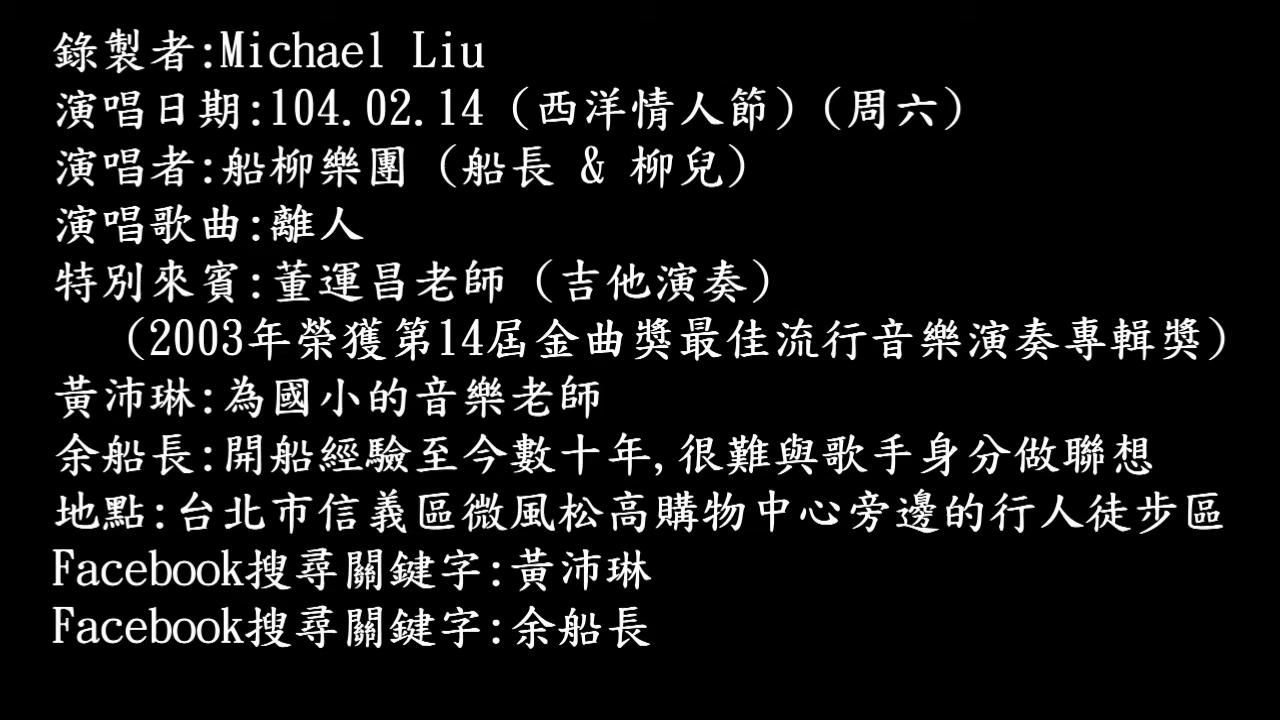 錄製者:Michael Liu
演唱日期:104.02.14 (西洋情人節) (周六)
演唱者:船柳樂團 (船長 & 柳兒)
演唱歌曲:離人
特別來賓:董運昌老師 (吉他演奏)
(2003年榮獲第14屆金曲獎最佳流行音樂演奏專輯獎)
黃沛琳:為國小的音樂老師
余船長:開船經驗至今數十年,很難與歌手身分做聯想
地點:台北市信義區微風松高購物中心旁邊的行人徒步區
Facebook搜尋關鍵字:黃沛琳
Facebook搜尋關鍵字:余船長